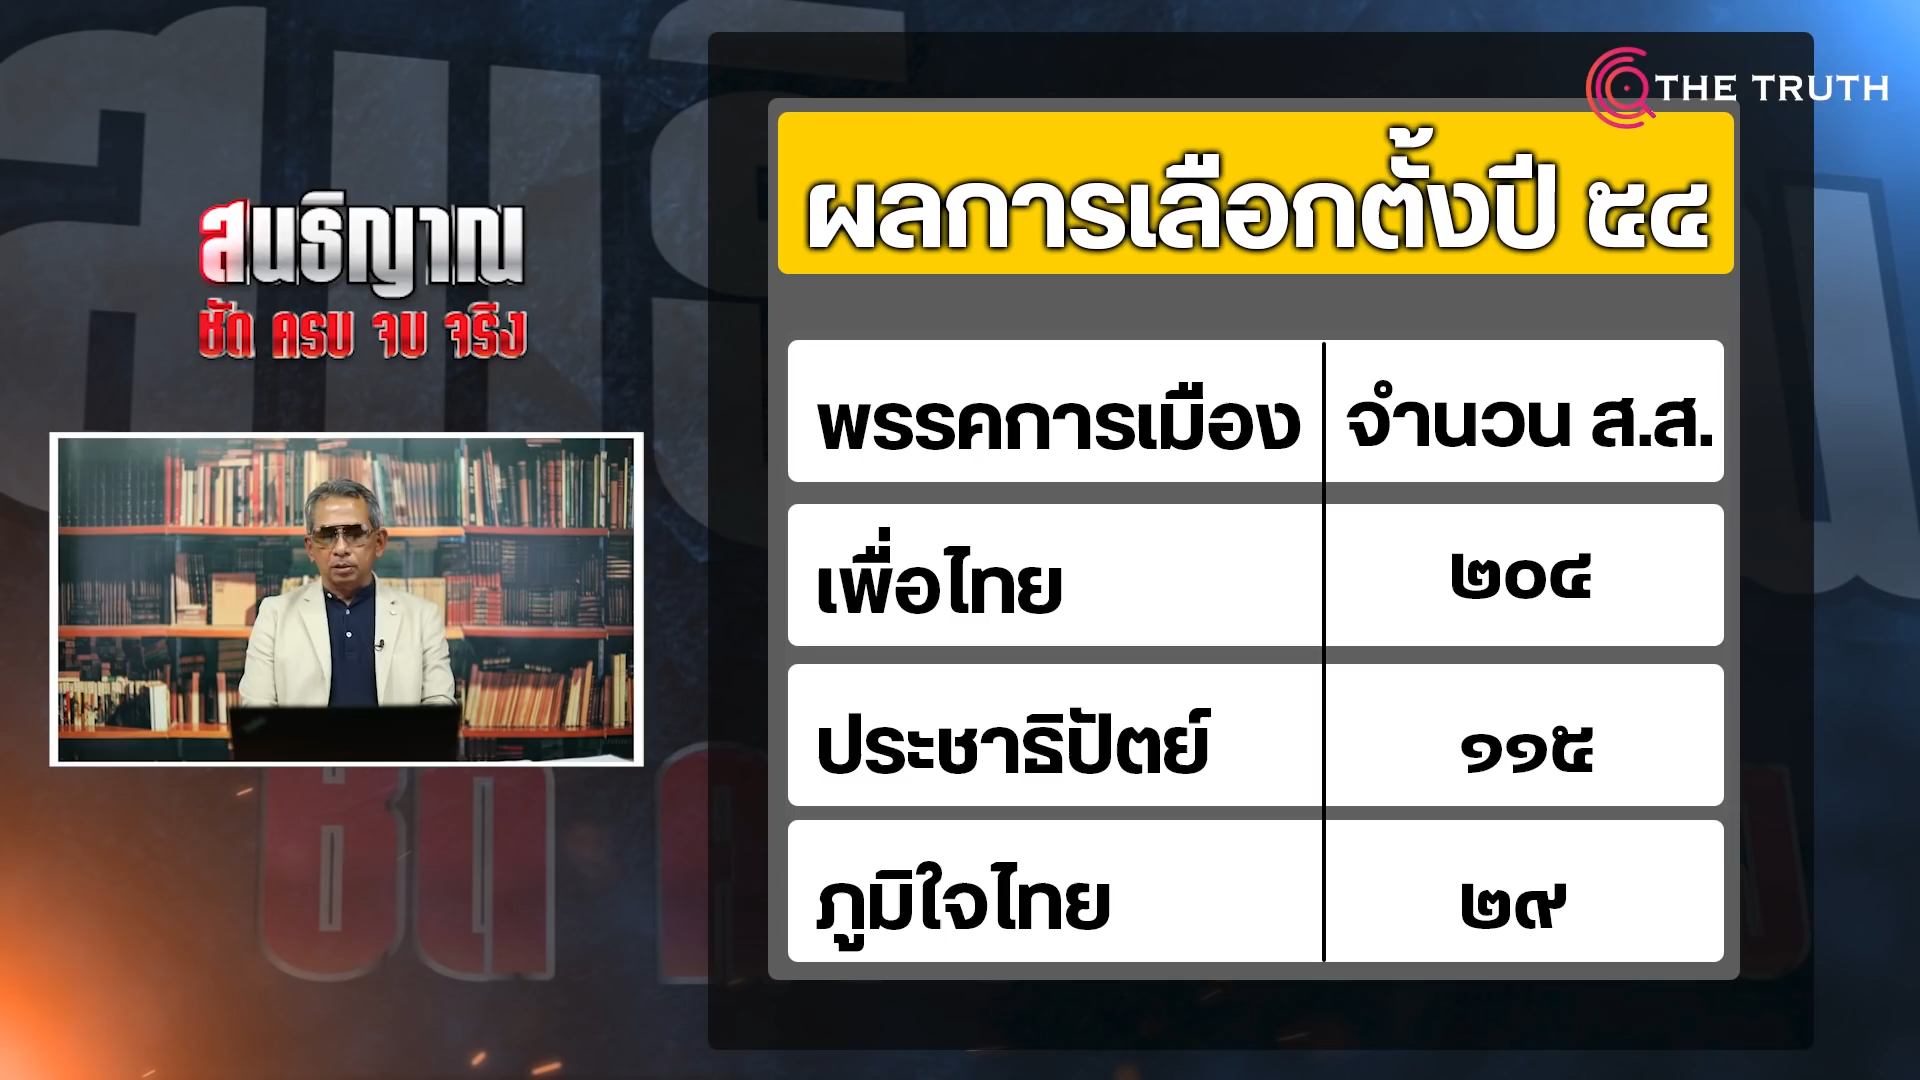 THE TRUTH
สนธิญาณ
ชัด ครบ จบ จริง
ผลการเลือกตั้งปี ๕๔
พรรคการเมือง จำนวน ส.ส.
เพื่อไทย ๒๐๔
ประชาธิปัตย์ ๑๑๕
ภูมิใจไทย ๒๙